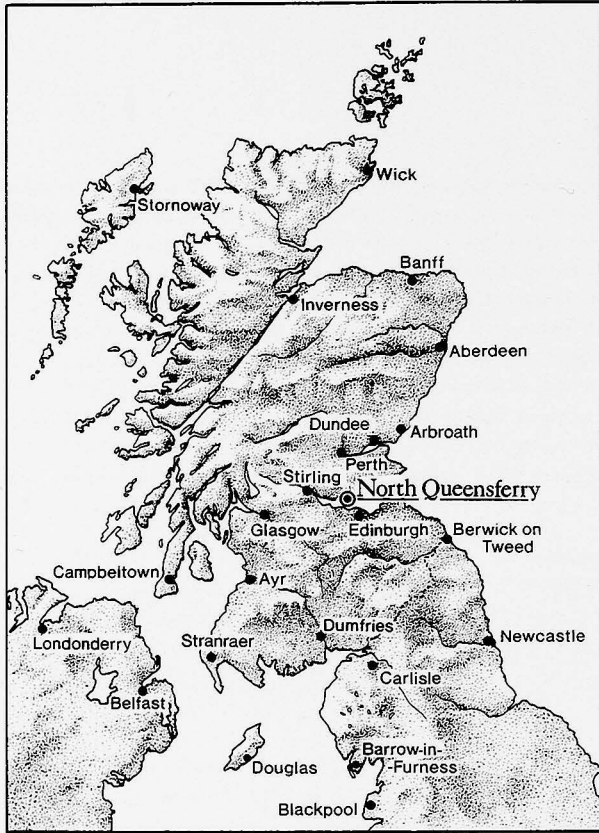 Wick
Stornoway
Banff
Inverness
Aberdeen
Dundee
Arbroath
Perth
Stirling
North Queensferry
Glasgow
Edinburgh
Berwick on
Tweed
Campbeltown
Ayr
Dumfries
Londonderry
Stranraer
Newcastle
Carlisle
Belfast
Barrow-in-
-Furness
Douglas
Blackpool